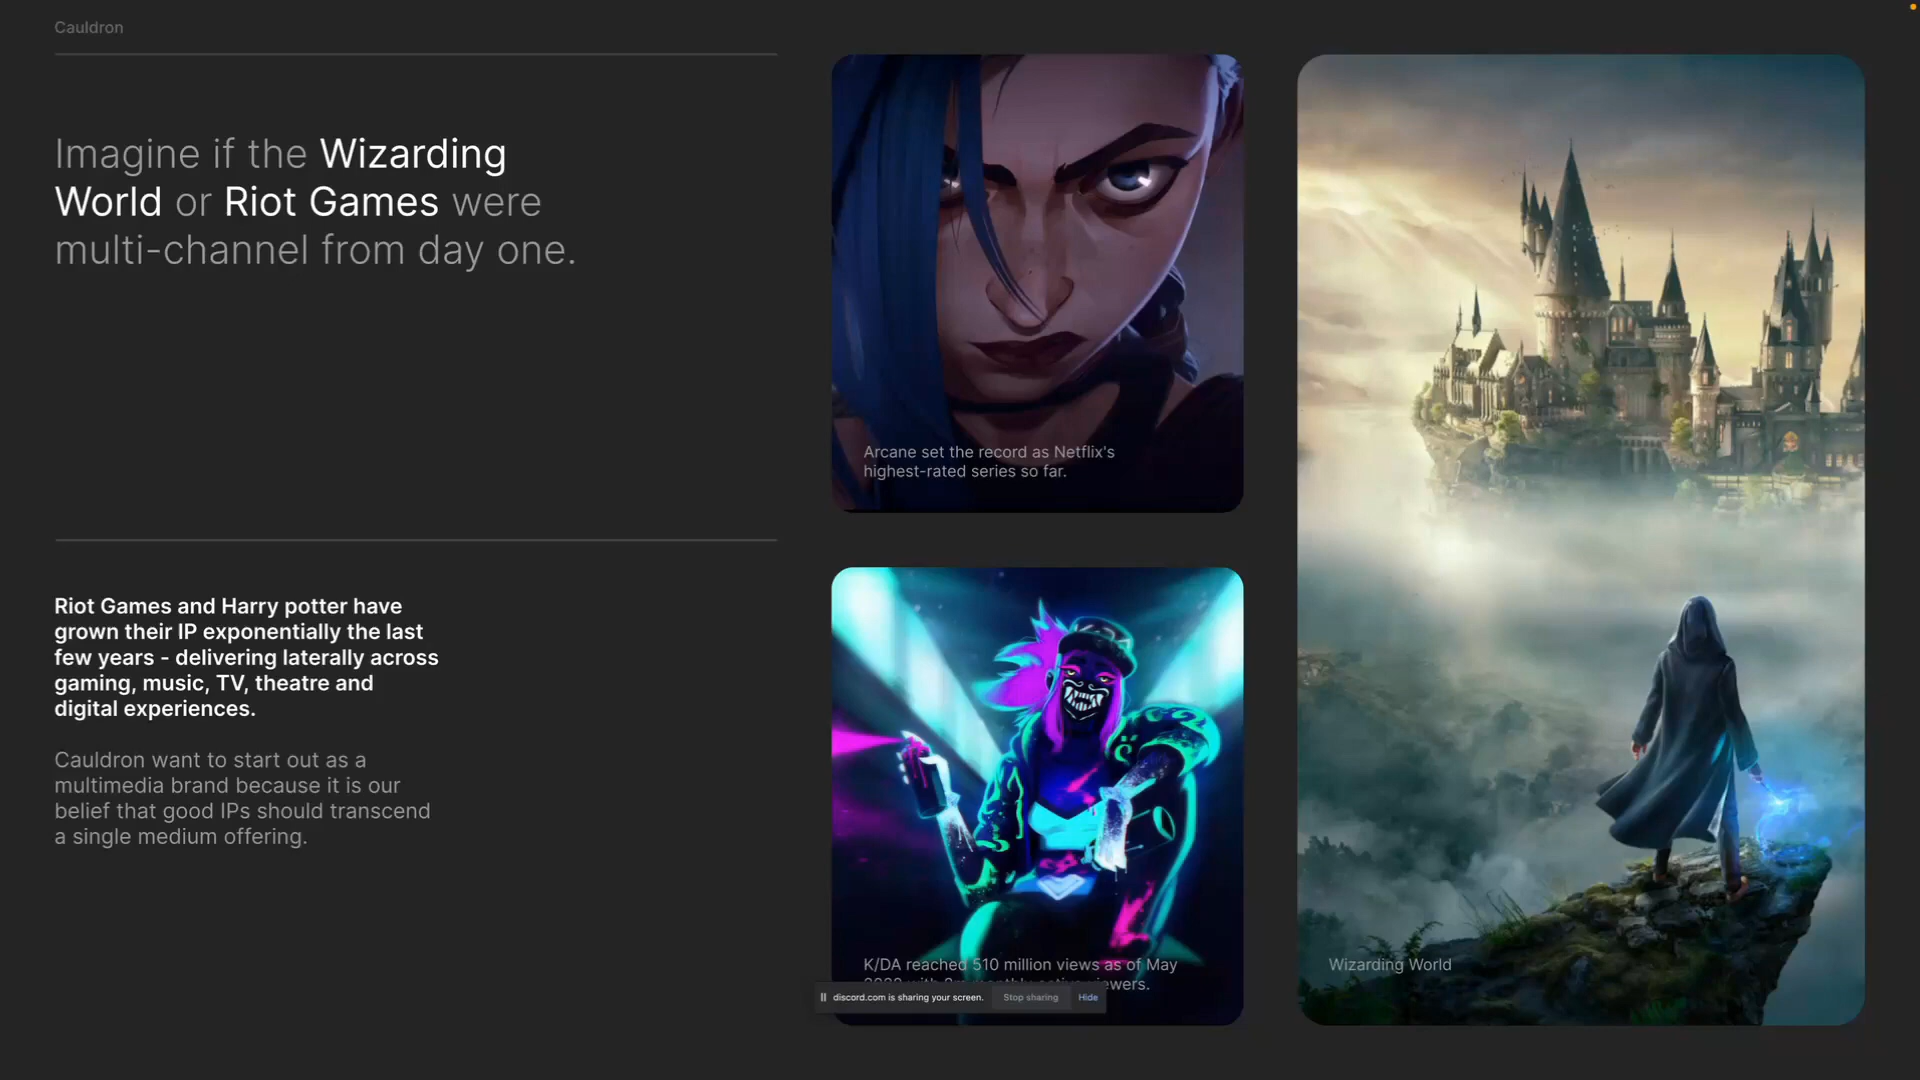 Cauldron
Imagine if the Wizarding
World or Riot Games were
multi-channel from day one.
Riot Games and Harry potter have
grown their IP exponentially the last
few years - delivering laterally across
gaming, music, TV, theatre and
digital experiences.
Cauldron want to start out as a
multimedia brand because it is our
belief that good IPs should transcend
a single medium offering.
Arcane set the record as Netflix's
highest-rated series so far.
K/DA reached 510 million views as of May
viewers.
discord.com is sharing your screen.
Stop sharing
Hide
Wizarding World